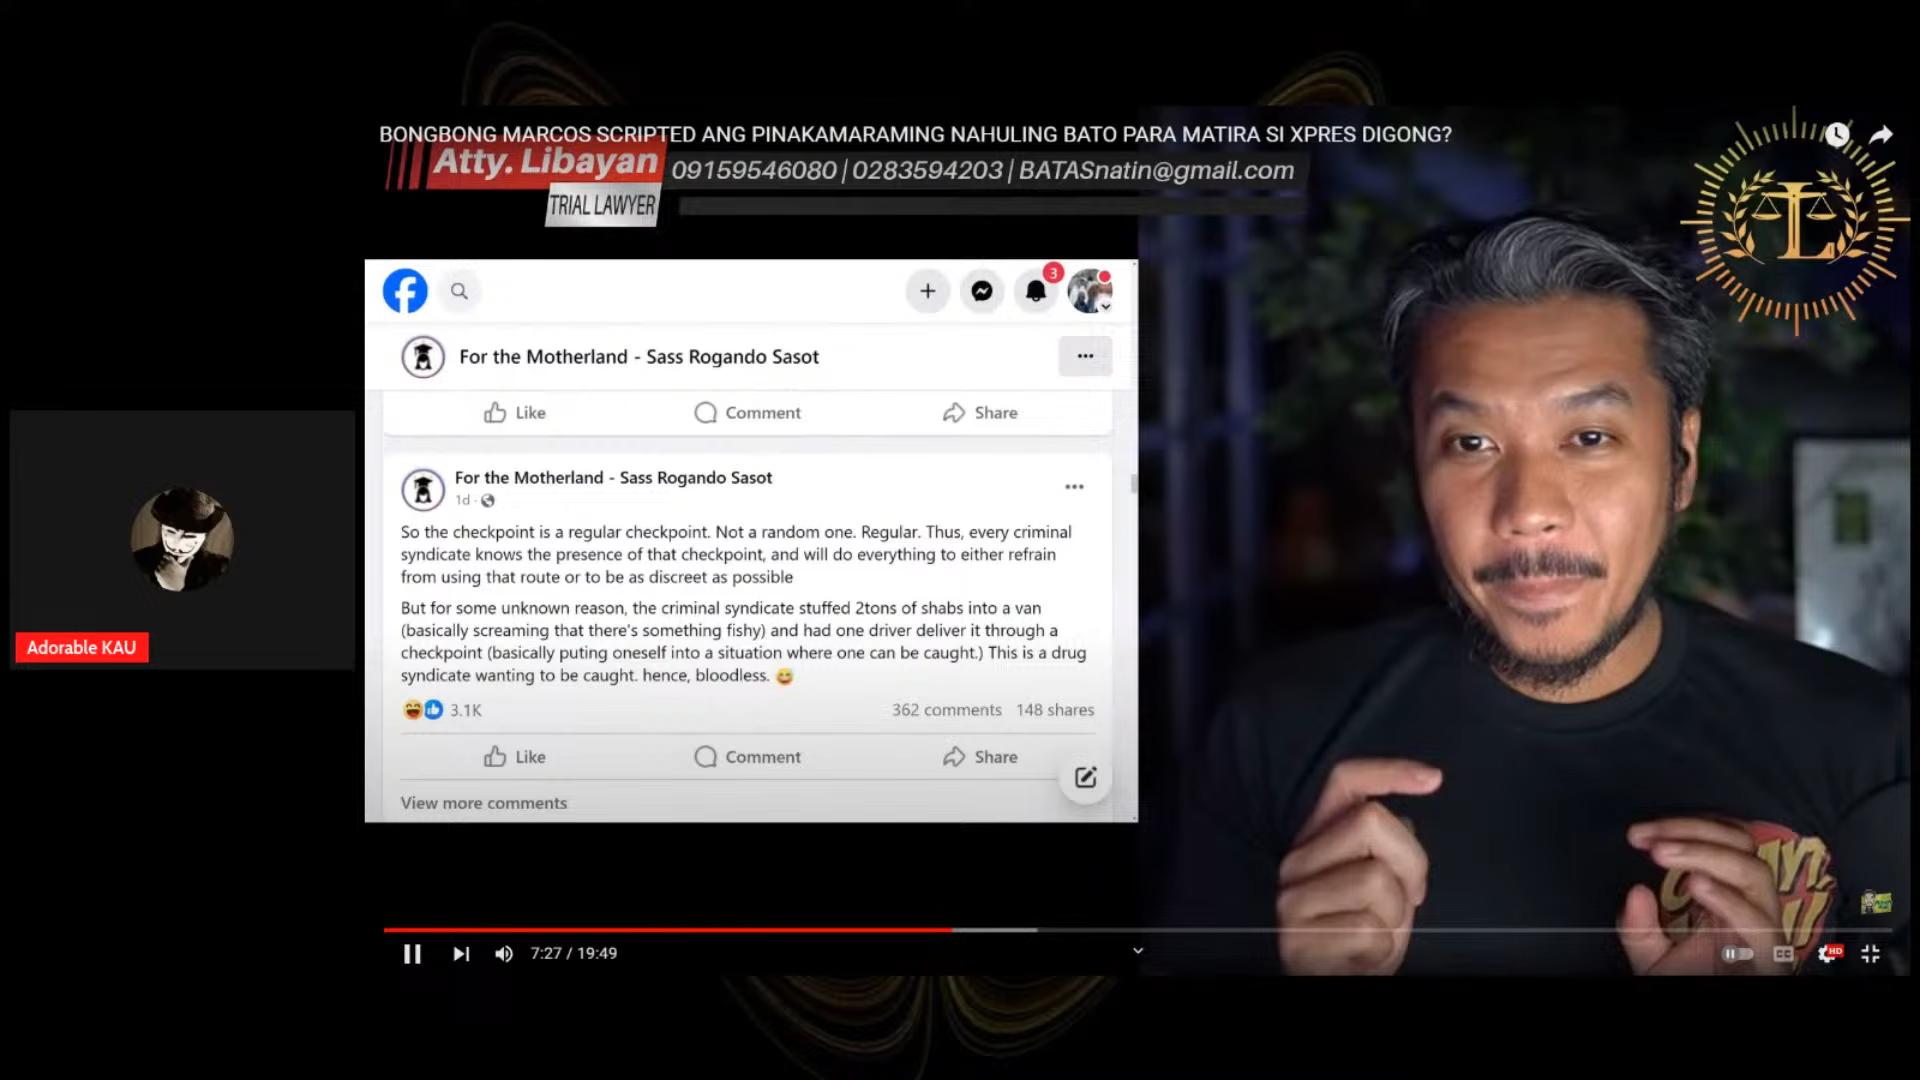 BONGBONG MARCOS SCRIPTED ANG PINAKAMARAMING NAHULING BATO PARA MATIRA SI XPRES DIGONG?
Atty. Libayan
09159546080 | 0283594203 | BATASnatin@gmail.com
TRIAL LAWYER
L
3
For the Motherland - Sass Rogando Sasot
Like
Comment
Share
For the Motherland - Sass Rogando Sasot
1d ·
So the checkpoint is a regular checkpoint. Not a random one. Regular. Thus, every criminal
syndicate knows the presence of that checkpoint, and will do everything to either refrain
from using that route or to be as discreet as possible
But for some unknown reason, the criminal syndicate stuffed 2tons of shabs into a van
(basically screaming that there's something fishy) and had one driver deliver it through a
checkpoint (basically puting oneself into a situation where one can be caught.) This is a drug
syndicate wanting to be caught. hence, bloodless.
3.1K
362 comments
148 shares
Like
Comment
Share
View more comments
Adorable KAU
7:27 / 19:49
CC
HD